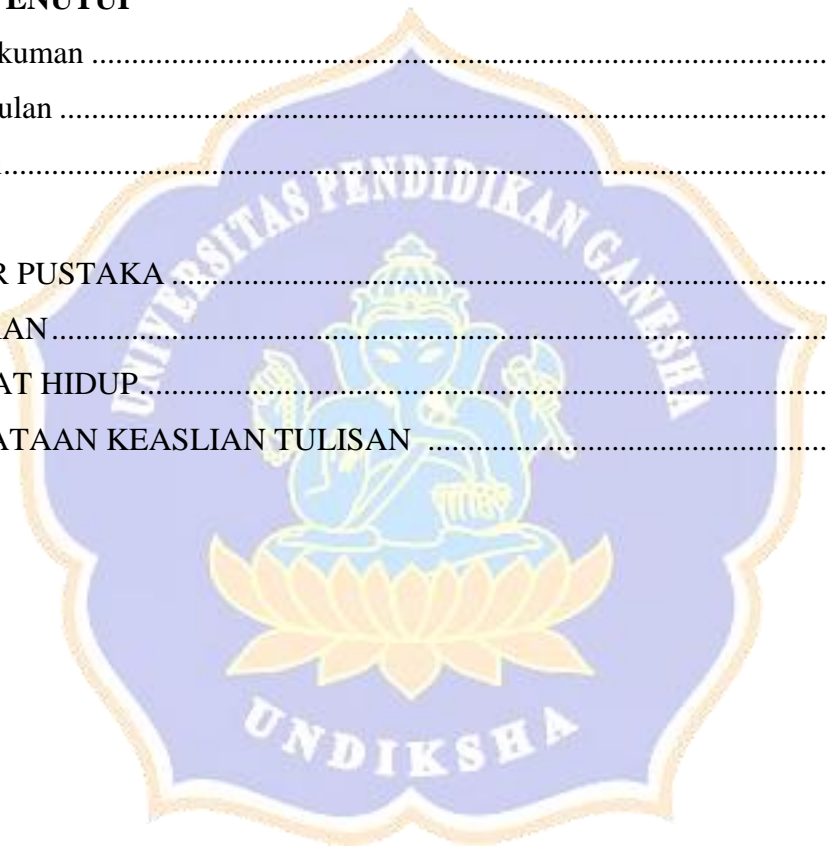 ENUTUP
kuman ....................................................................................
ulan ........................................................................................
...............................................................................................
UNIVERSITAS PENDIDIKAN GANESHA
R PUSTAKA ..........................................................................
AN.........................................................................................
AT HIDUP..............................................................................
ATAAN KEASLIAN TULISAN .............................................
UNDIKSHA